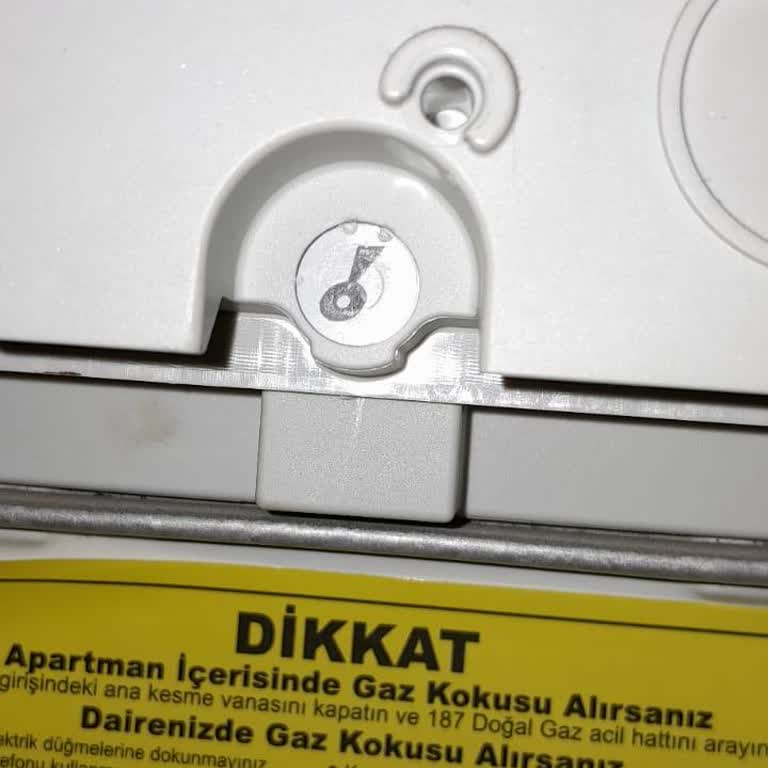 DİKKAT
Apartman İçerisinde Gaz Kokusu Alırsanız
girişindeki ana kesme vanasını kapatın ve 187 Doğal Gaz acil hattını arayın
Dairenizde Gaz Kokusu Alırsanız
düğmelerine dokunmayınız